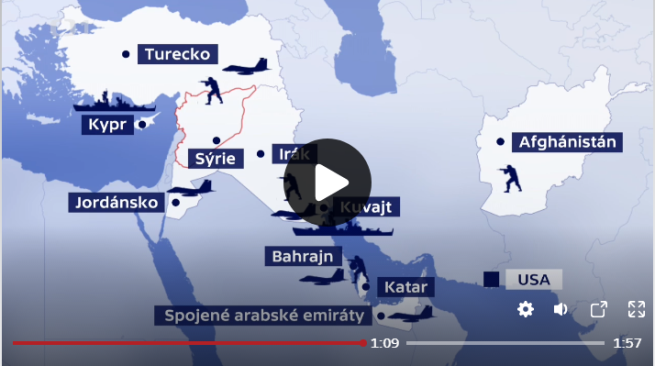 Turecko
Kypr
Sýrie
Irák
Afghánistán
Jordánsko
Kuvajt
Bahrajn
Katar
USA
Spojené arabské emiráty
1:09
1:57